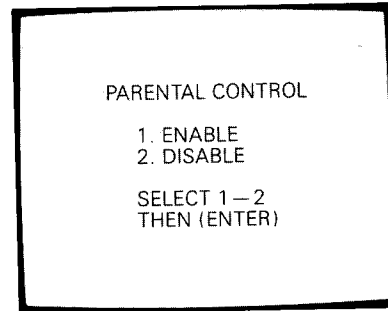 PARENTAL CONTROL
1. ENABLE
2. DISABLE
SELECT 1—2
THEN (ENTER)